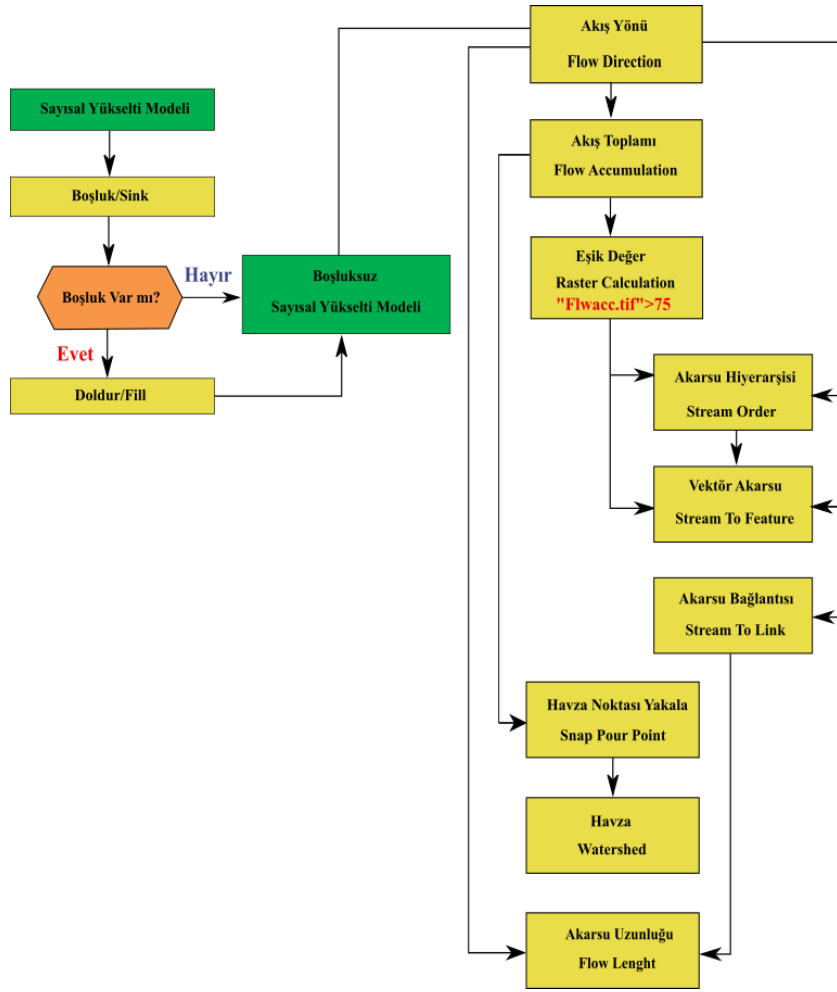 Sayısal Yükselti Modeli
Boşluk/Sink
Boşluk Var mı?
Hayır
Evet
Doldur/Fill
Boşluksuz
Sayısal Yükselti Modeli
Akış Yönü
Flow Direction
Akış Toplamı
Flow Accumulation
Eşik Değer
Raster Calculation
"Flwacc.tif">75
Akarsu Hiyerarşisi
Stream Order
Vektör Akarsu
Stream To Feature
Akarsu Bağlantısı
Stream To Link
Havza Noktası Yakala
Snap Pour Point
Havza
Watershed
Akarsu Uzunluğu
Flow Lenght